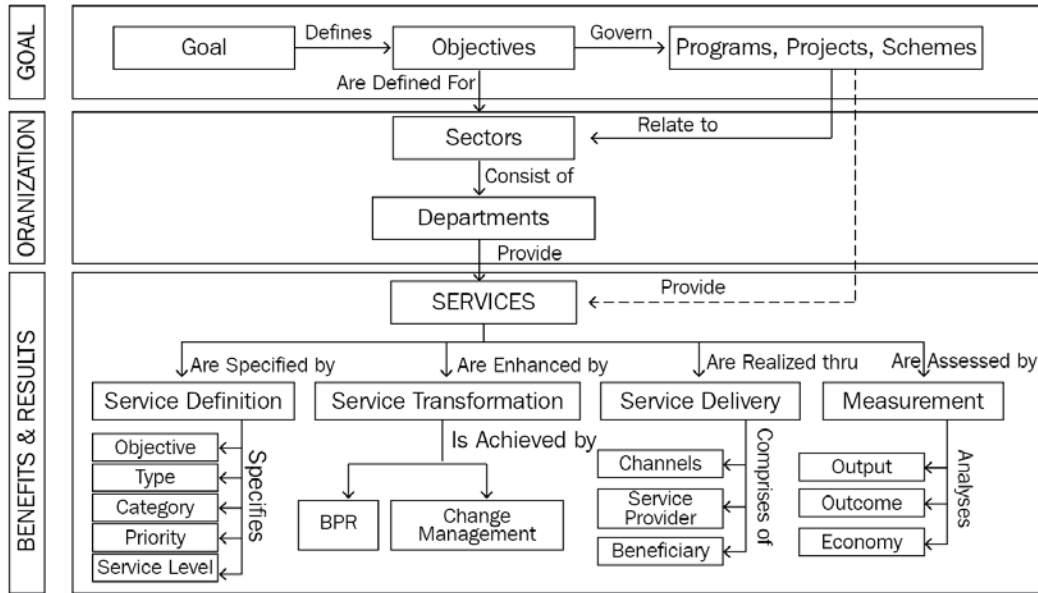 GOAL
Goal
Defines
Objectives
Govern
Programs, Projects, Schemes
Are Defined For
ORANIZATION
Sectors
Relate to
Consist of
Departments
Provide
BENEFITS & RESULTS
SERVICES
Provide
Are Specified by
Are Enhanced by
Are Realized thru
Are Assessed by
Service Definition
Service Transformation
Service Delivery
Measurement
Objective
Type
Category
Priority
Service Level
Specifies
Is Achieved by
BPR
Change
Management
Channels
Service
Provider
Beneficiary
Comprises of
Output
Outcome
Economy
Analyses